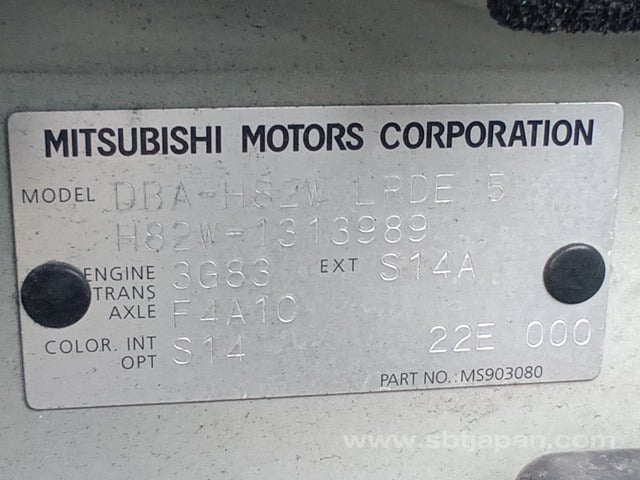 MITSUBISHI MOTORS CORPORATION
MODEL DBA-H82W LRDE 5
H82W-1313989
ENGINE 3G83 EXT S14A
TRANS AXLE F4A1C
COLOR. INT OPT S14 22E 000
PART NO.:MS903080
www.sbtjapan.com